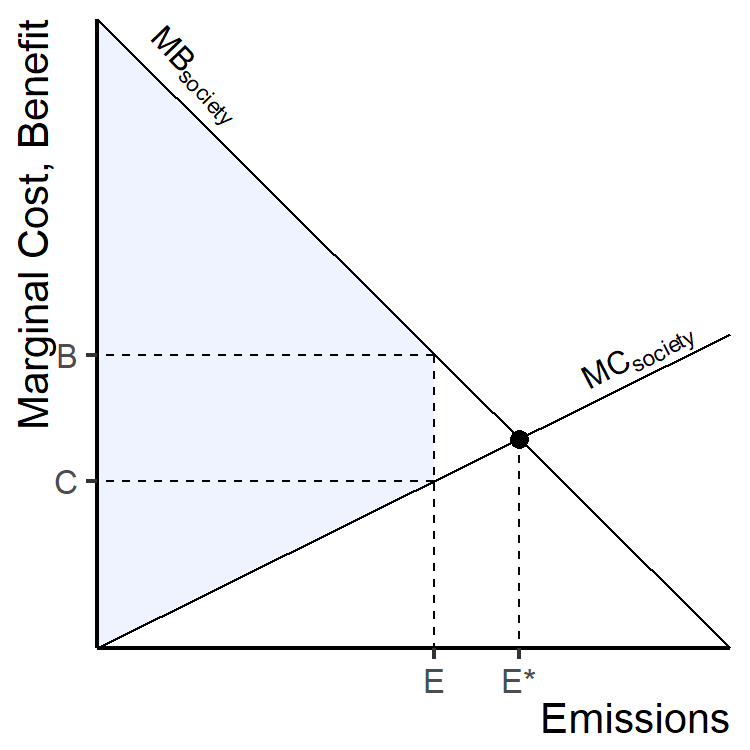 Marginal Cost, Benefit
MBsociety
B
MCsociety
C
E E*
Emissions